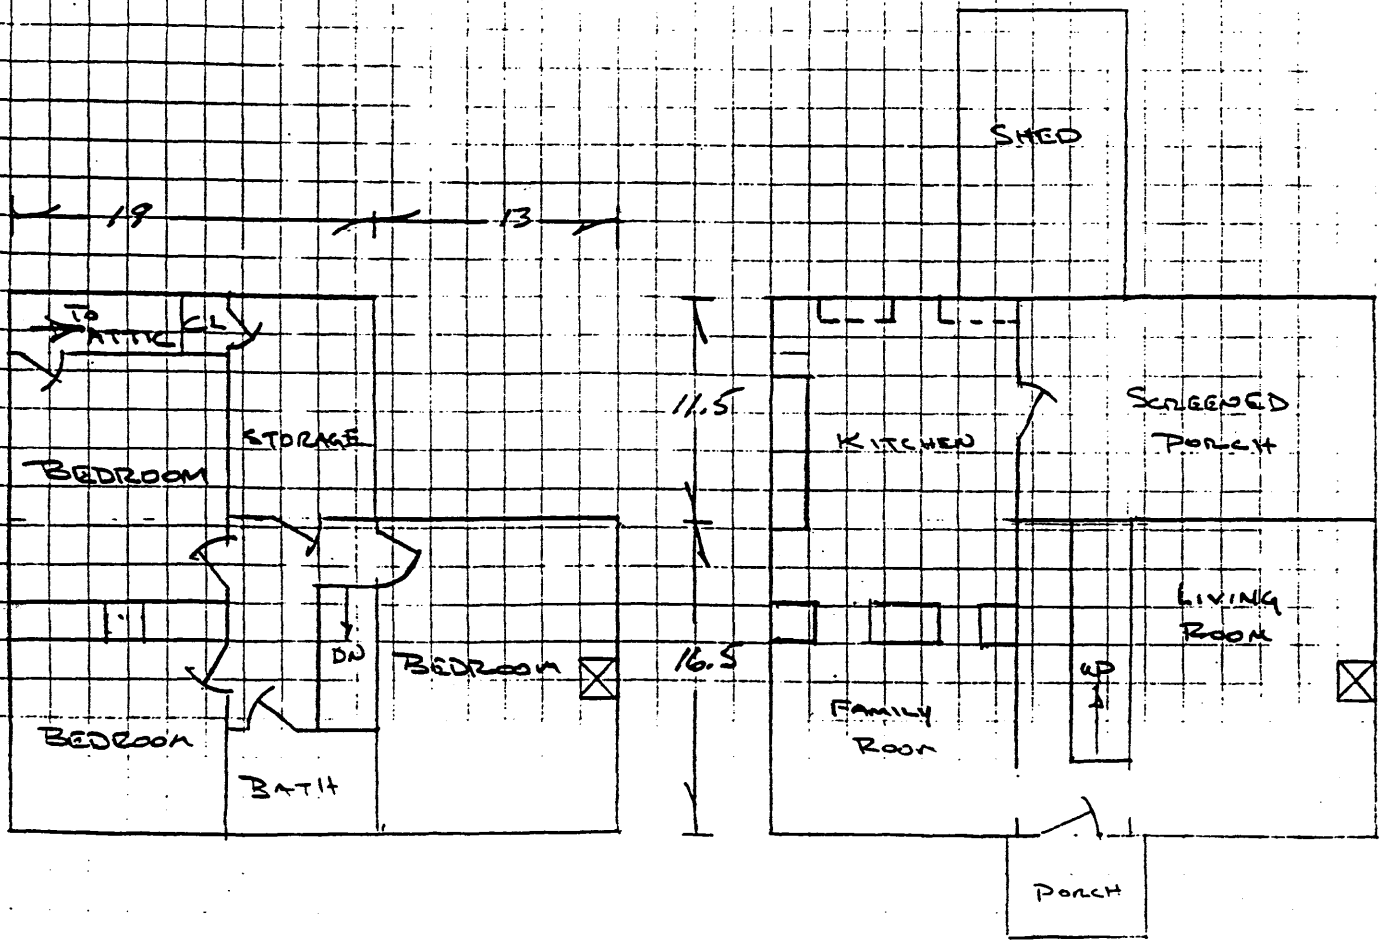 SHED
19
13
TO
ATTIC
CL
11.5
SCREENED
PORCH
STORAGE
KITCHEN
BEDROOM
LIVING
ROOM
DN
BEDROOM
16.5
UP
FAMILY
ROOM
BEDROOM
BATH
PORCH